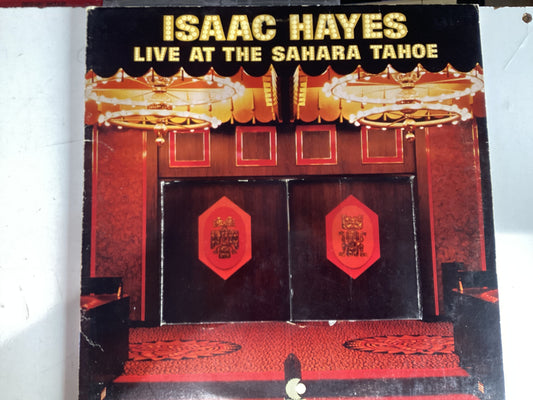 ISAAC HAYES
LIVE AT THE SAHARA TAHOE